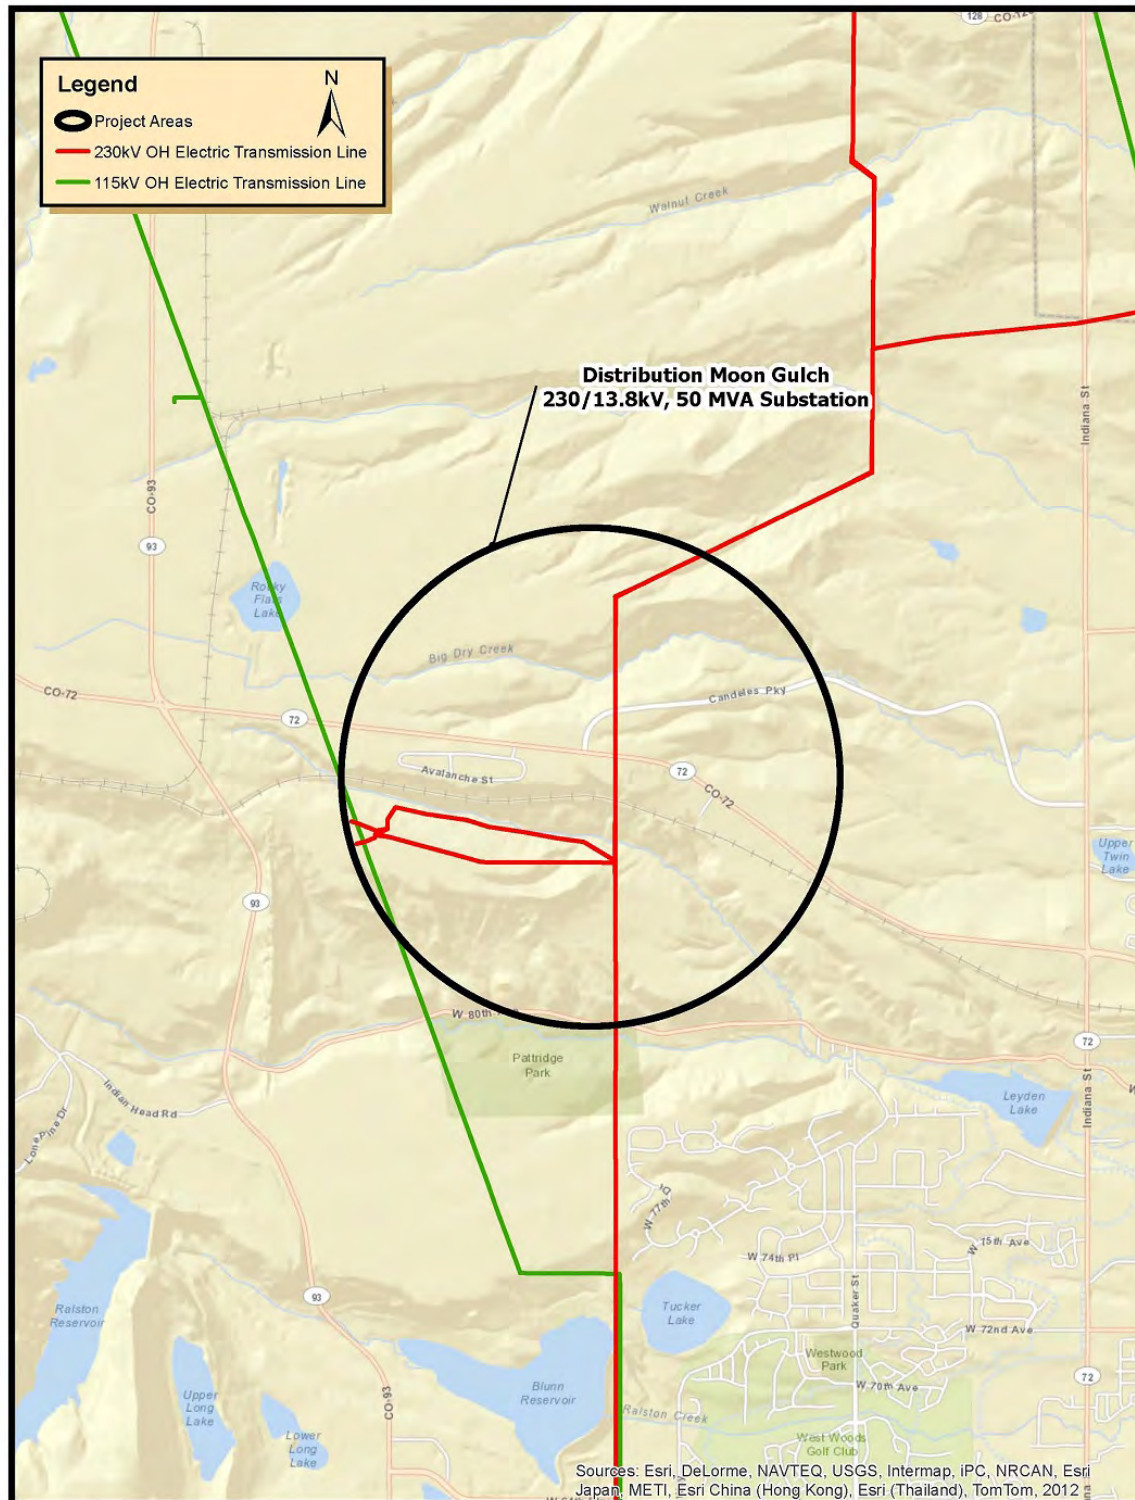 128
CO-128
Legend
N
Project Areas
230kV OH Electric Transmission Line
115kV OH Electric Transmission Line
Walnut Creek
Distribution Moon Gulch
230/13.8kV, 50 MVA Substation
Indiana St
CO-93
93
Rocky
Flats
Lake
Big Dry Creek
CO-72
72
Candeles Pky
Avalanche St
72
CO-72
Upper
Twin
Lake
93
W 80th
Pattridge
Park
72
Indiana St
Leyden
Lake
Indian Head Rd
Lone Pine Dr
W 77th Dr
W 74th Pl
W 75th Ave
Quaker St
93
Ralston
Reservoir
Tucker
Lake
W 72nd Ave
Westwood
Park
72
W 70th Ave
Blunn
Reservoir
Upper
Long
Lake
CO-93
Lower
Long
Lake
Ralston Creek
West Woods
Golf Club
Sources: Esri, DeLorme, NAVTEQ, USGS, Intermap, iPC, NRCAN, Esri
Japan, METI, Esri China (Hong Kong), Esri (Thailand), TomTom, 2012